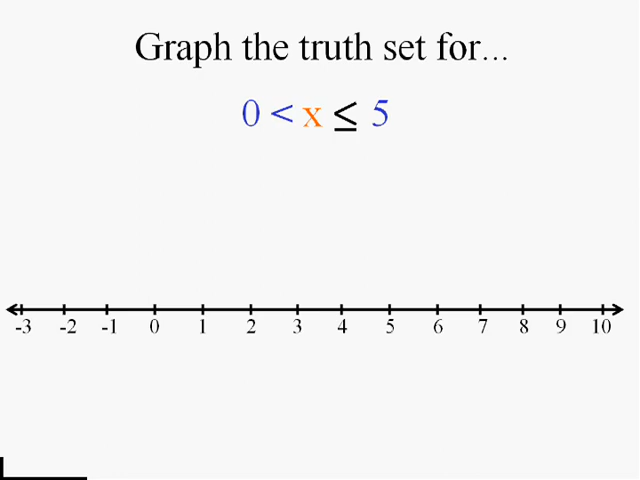 Graph the truth set for...
0 < x ≤ 5
-3 -2 -1 0 1 2 3 4 5 6 7 8 9 10